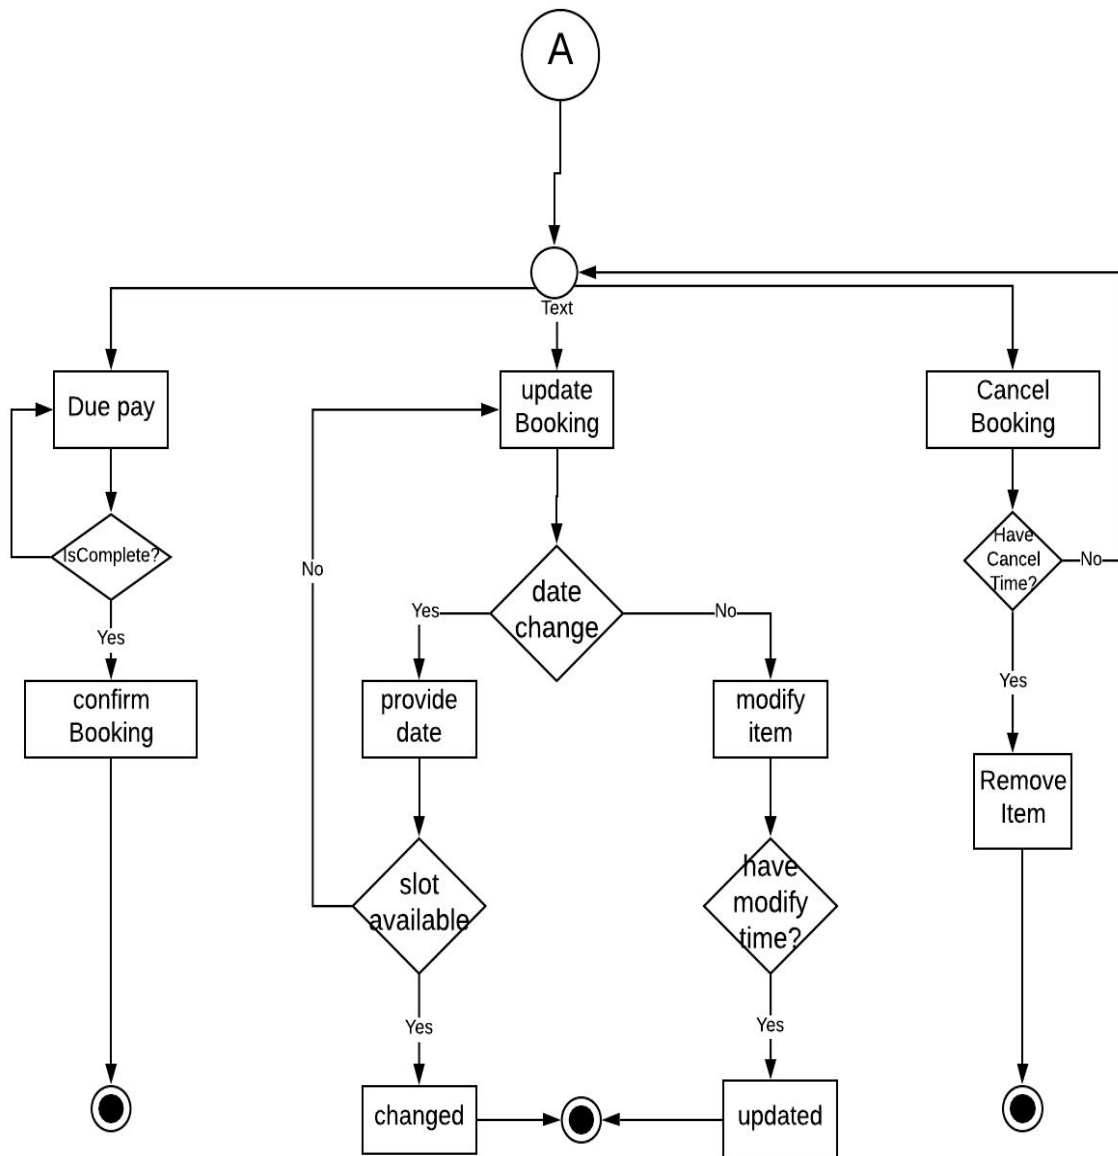 A
Text
Due pay
update
Booking
Cancel
Booking
IsComplete?
Have
Cancel
Time?
No
No
date
change
Yes
No
Yes
Yes
confirm
Booking
provide
date
modify
item
Remove
Item
slot
available
have
modify
time?
Yes
Yes
changed
updated